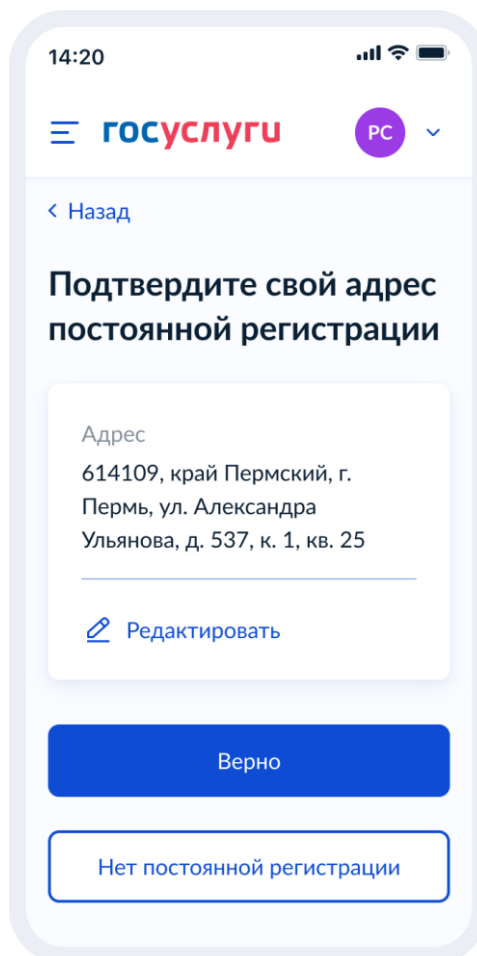 14:20
госуслуги
РС
Назад
Подтвердите свой адрес
постоянной регистрации
Адрес
614109, край Пермский, г.
Пермь, ул. Александра
Ульянова, д. 537, к. 1, кв. 25
Редактировать
Верно
Нет постоянной регистрации